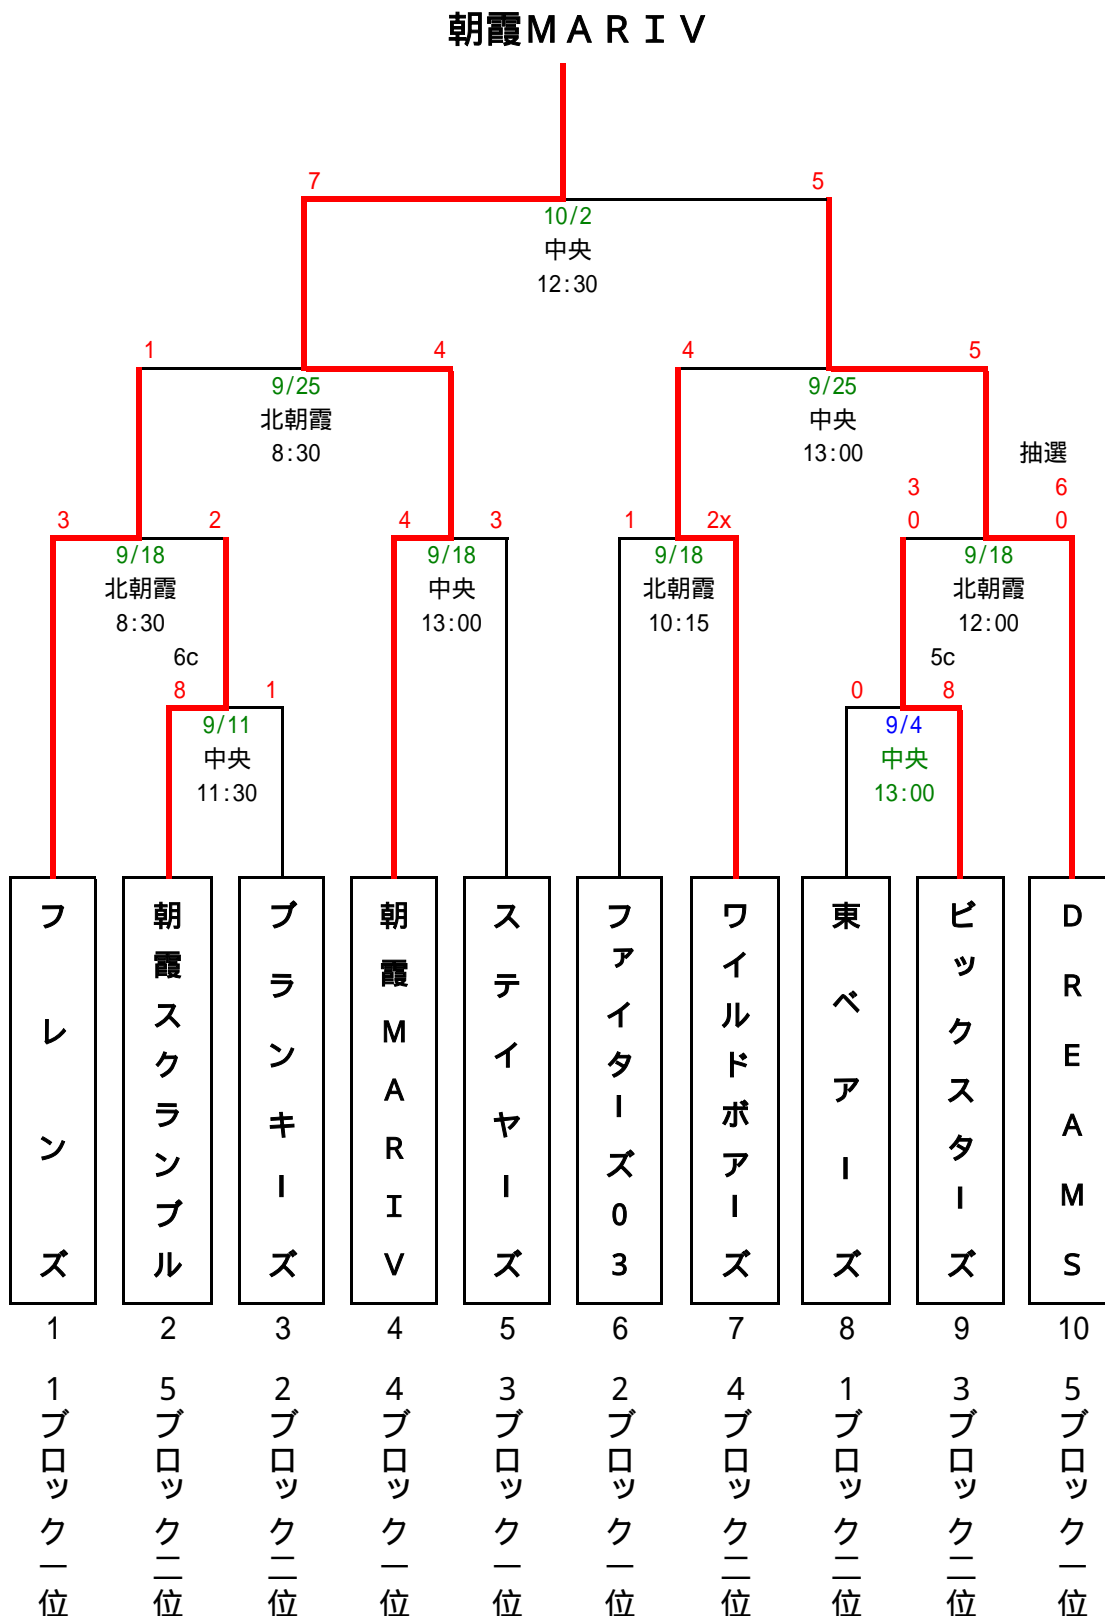 朝霞ＭＡＲＩＶ
7
5
10/2
中央
12:30
1
4
4
5
9/25
北朝霞
8:30
9/25
中央
13:00
抽選
3
6
3
2
4
3
1
2x
0
0
9/18
北朝霞
8:30
9/18
中央
13:00
9/18
北朝霞
10:15
9/18
北朝霞
12:00
6c
5c
8
1
0
8
9/11
中央
11:30
9/4
中央
13:00
フレンズ
朝霞スクランブル
ブランキーズ
朝霞ＭＡＲＩＶ
ステイヤーズ
ファイターズ０３
ワイルドボアーズ
東ベアーズ
ビックスターズ
ＤＲＥＡＭＳ
1
2
3
4
5
6
7
8
9
10
1ブロック一位
5ブロック二位
2ブロック二位
4ブロック一位
3ブロック一位
2ブロック一位
4ブロック二位
1ブロック二位
3ブロック二位
5ブロック一位